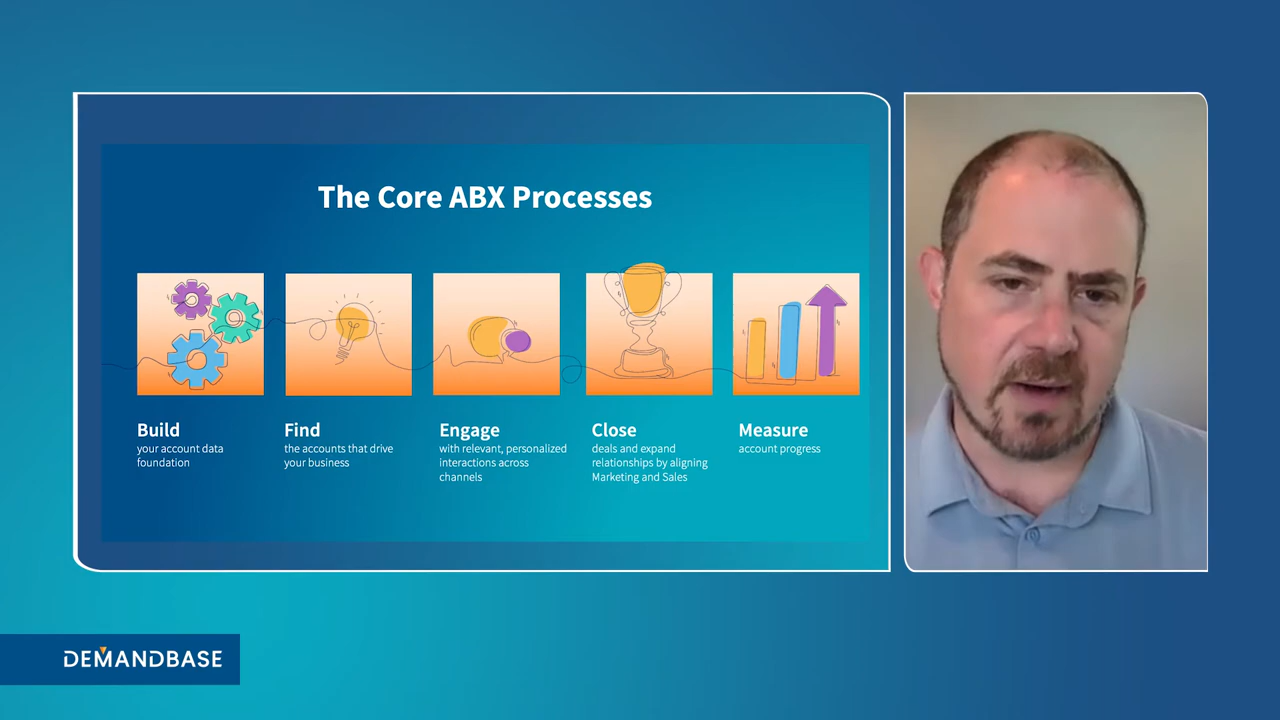 The Core ABX Processes
Build
your account data
foundation
Find
the accounts that drive
your business
Engage
with relevant, personalized
interactions across
channels
Close
deals and expand
relationships by aligning
Marketing and Sales
Measure
account progress
DEMANDBASE